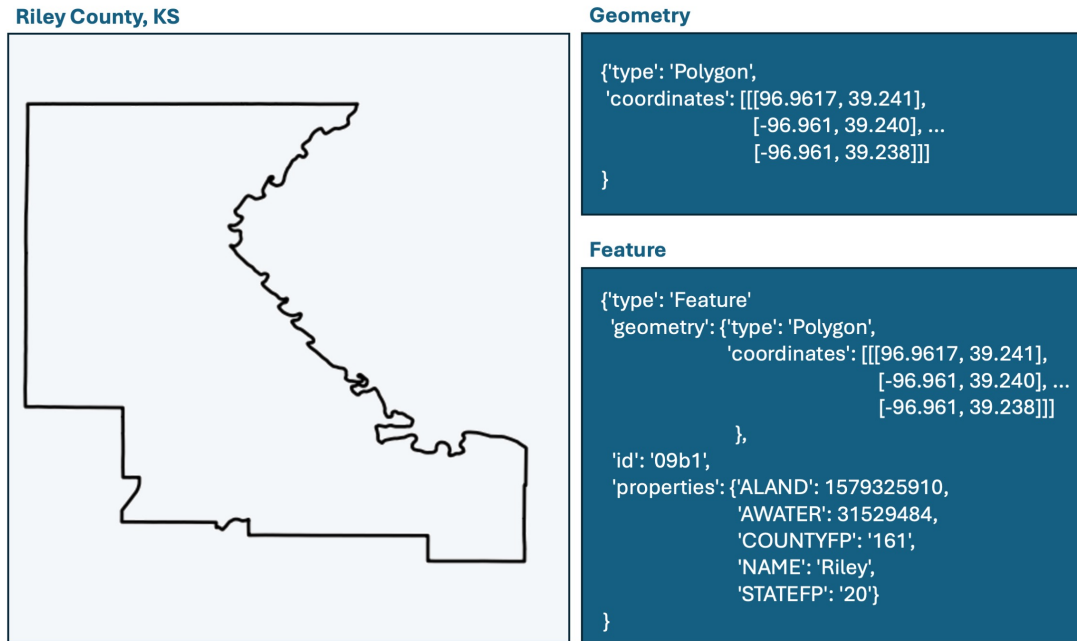 Riley County, KS
Geometry
{'type': 'Polygon',
'coordinates': [[[96.9617, 39.241],
[-96.961, 39.240], ...
[-96.961, 39.238]]]
}
Feature
{'type': 'Feature'
'geometry': {'type': 'Polygon',
'coordinates': [[[96.9617, 39.241],
[-96.961, 39.240], ...
[-96.961, 39.238]]]
},
'id': '09b1',
'properties': {'ALAND': 1579325910,
'AWATER': 31529484,
'COUNTYFP': '161',
'NAME': 'Riley',
'STATEFP': '20'}
}